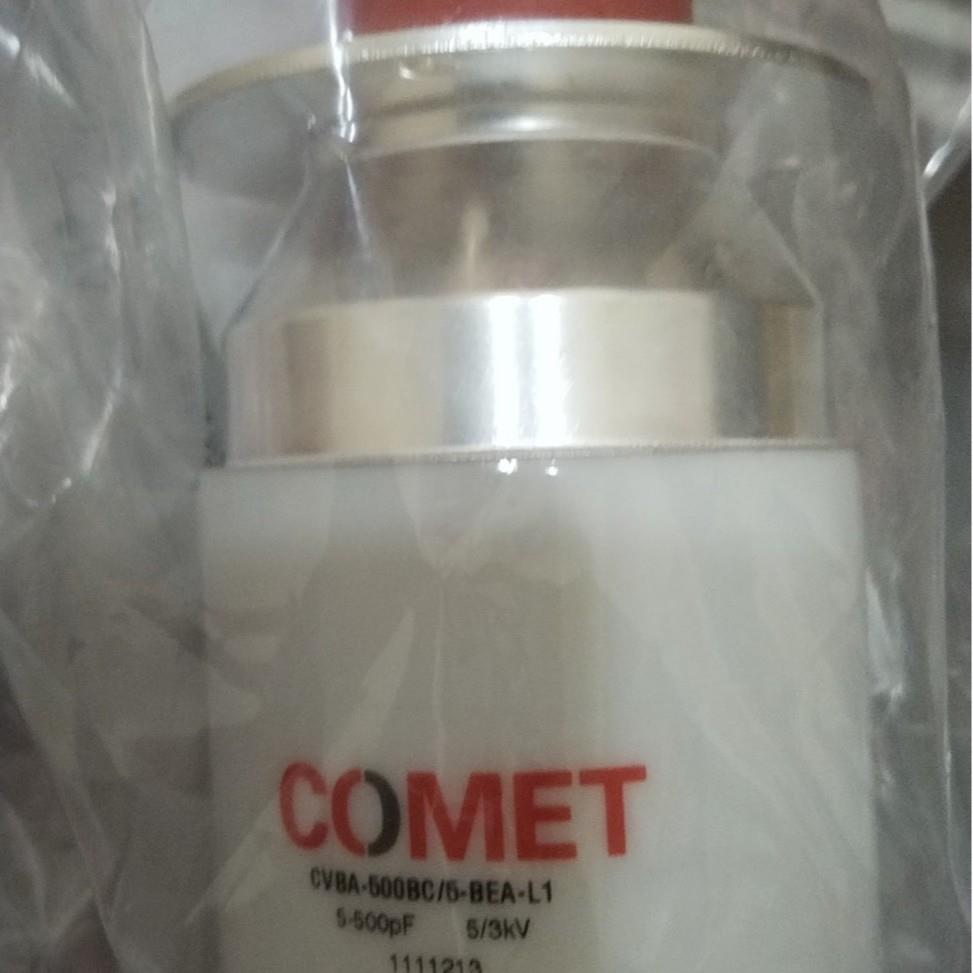 COMET
CVBA-500BC/5-BEA-L1
5-500pF 5/3kV
1111213